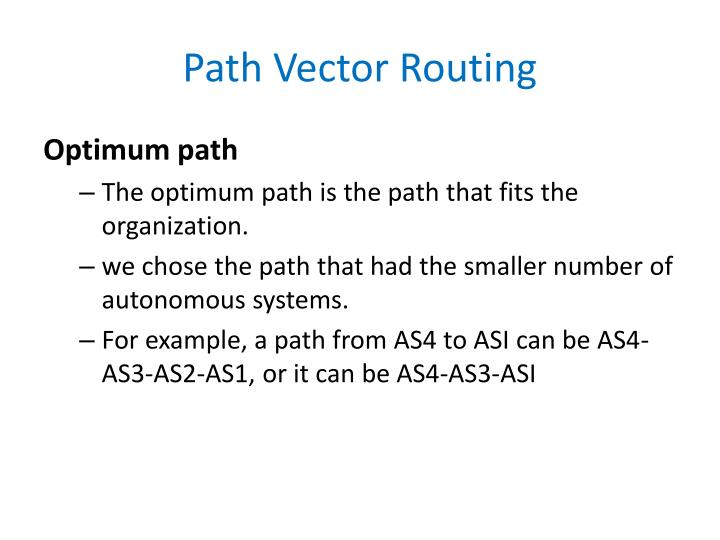 Path Vector Routing
Optimum path
– The optimum path is the path that fits the
organization.
– we chose the path that had the smaller number of
autonomous systems.
– For example, a path from AS4 to ASI can be AS4-
AS3-AS2-AS1, or it can be AS4-AS3-ASI